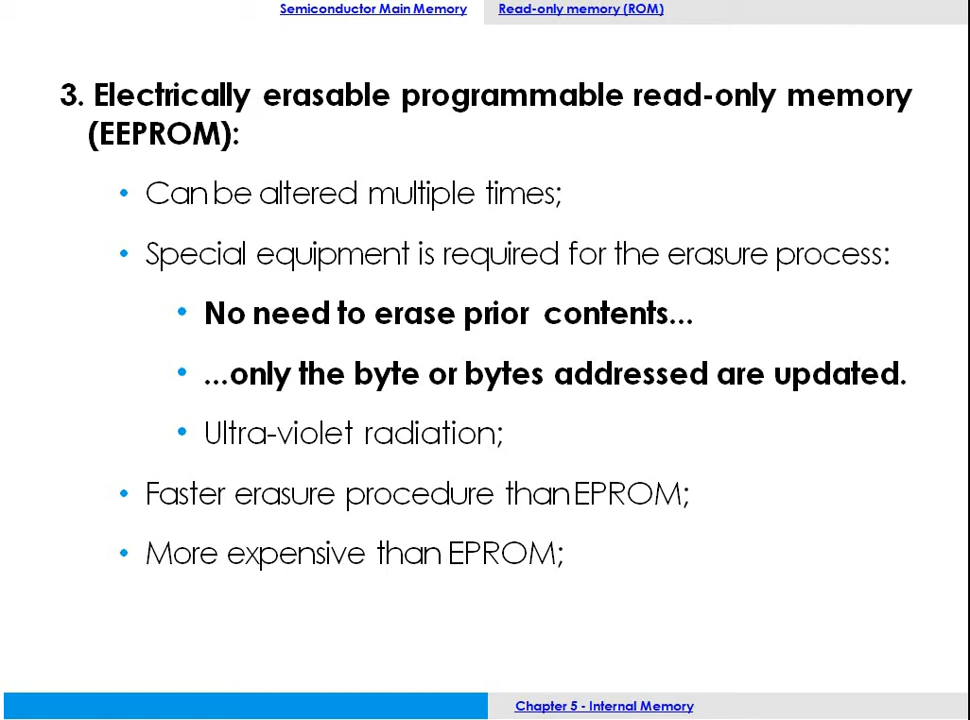 Semiconductor Main Memory
Read-only memory (ROM)
3. Electrically erasable programmable read-only memory
(EEPROM):
• Can be altered multiple times;
• Special equipment is required for the erasure process:
• No need to erase prior contents...
• ...only the byte or bytes addressed are updated.
• Ultra-violet radiation;
• Faster erasure procedure than EPROM;
• More expensive than EPROM;
Chapter 5 - Internal Memory